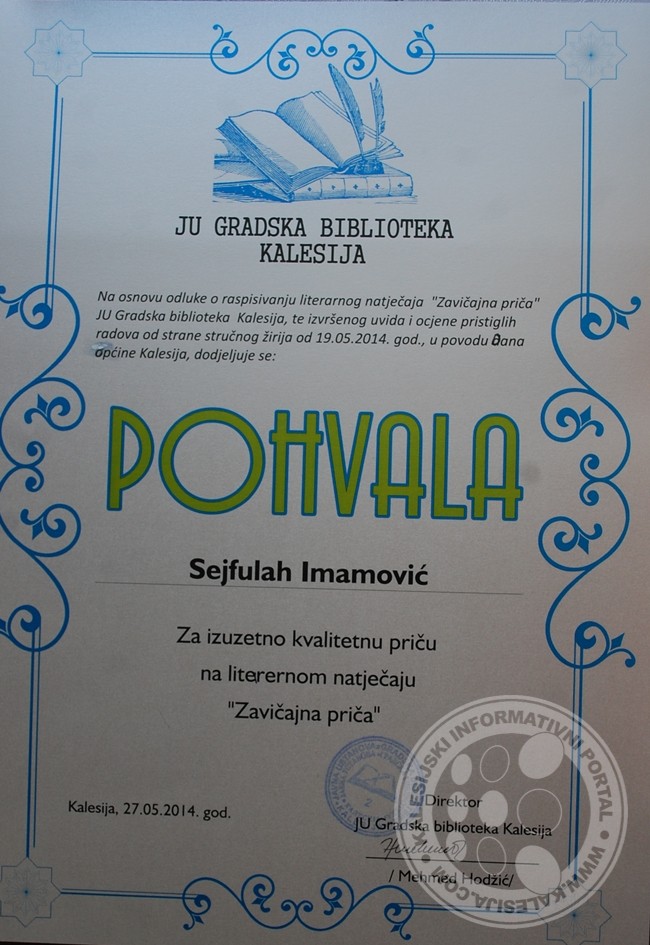 JU GRADSKA BIBLIOTEKA
KALESIJA
Na osnovu odluke o raspisivanju literarnog natječaja "Zavičajna priča"
JU Gradska biblioteka Kalesija, te izvršenog uvida i ocjene pristiglih
radova od strane stručnog žirija od 19.05.2014. god., u povodu Dana
općine Kalesija, dodjeljuje se:
POHVALA
Sejfulah Imamović
Za izuzetno kvalitetnu priču
na literernom natječaju
"Zavičajna priča"
Kalesija, 27.05.2014. god.
Direktor
JU Gradska biblioteka Kalesija
/ Mehmed Hodžić/
KALESIJSKI INFORMATIVNI PORTAL
WWW.KALESIJA.COM